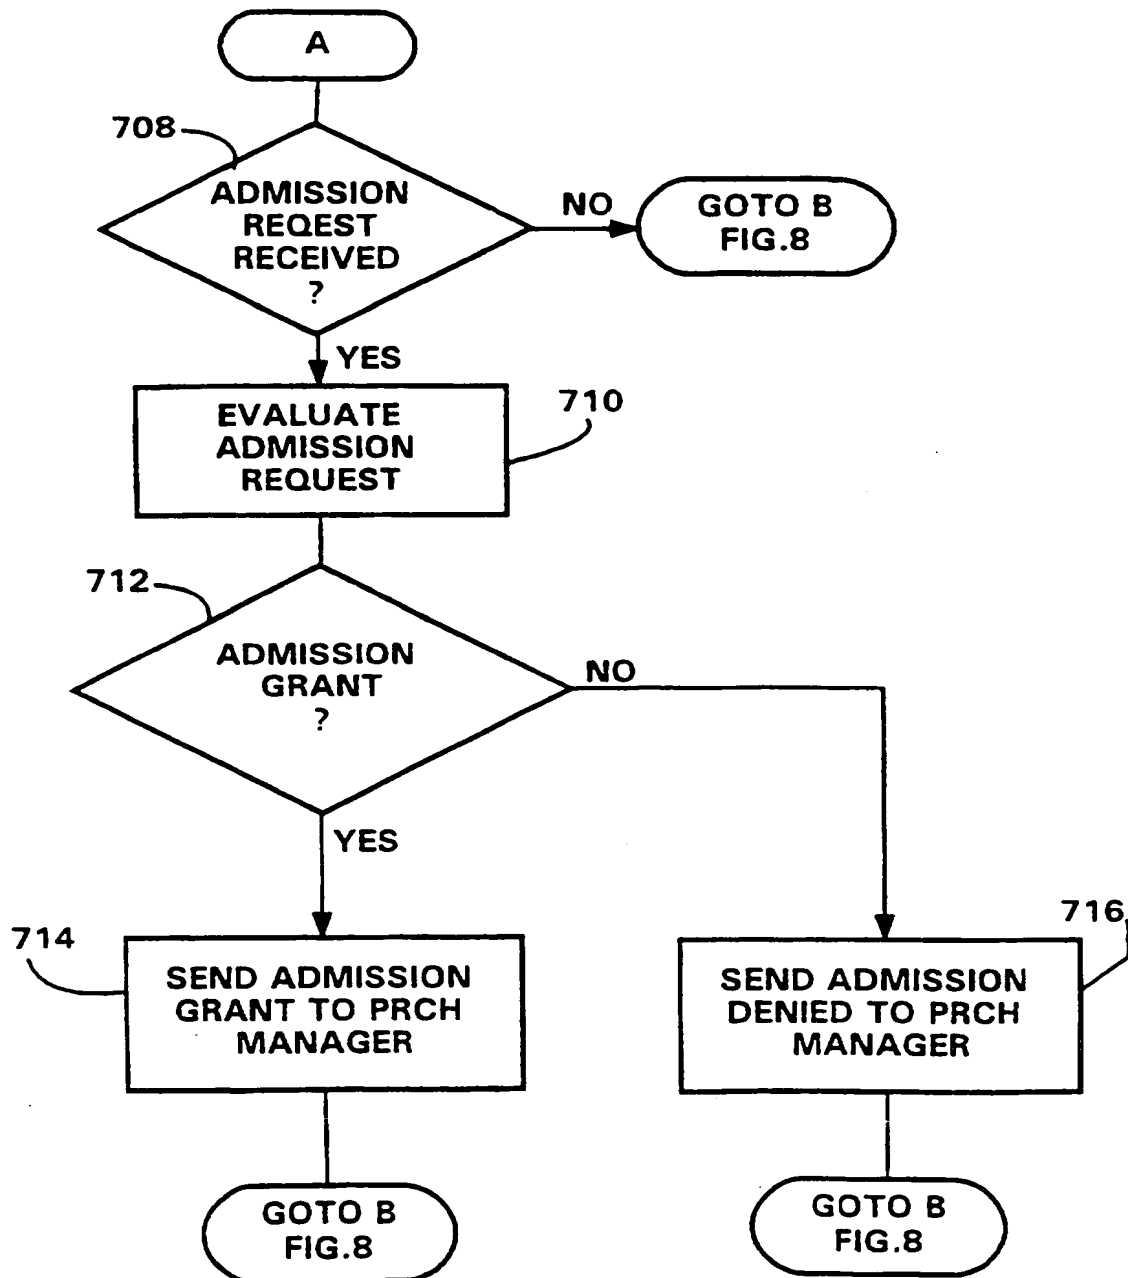 A
708
ADMISSION
REQEST
RECEIVED
?
NO
GOTO B
FIG.8
YES
EVALUATE
ADMISSION
REQUEST
710
712
ADMISSION
GRANT
?
NO
YES
714
SEND ADMISSION
GRANT TO PRCH
MANAGER
716
SEND ADMISSION
DENIED TO PRCH
MANAGER
GOTO B
FIG.8
GOTO B
FIG.8